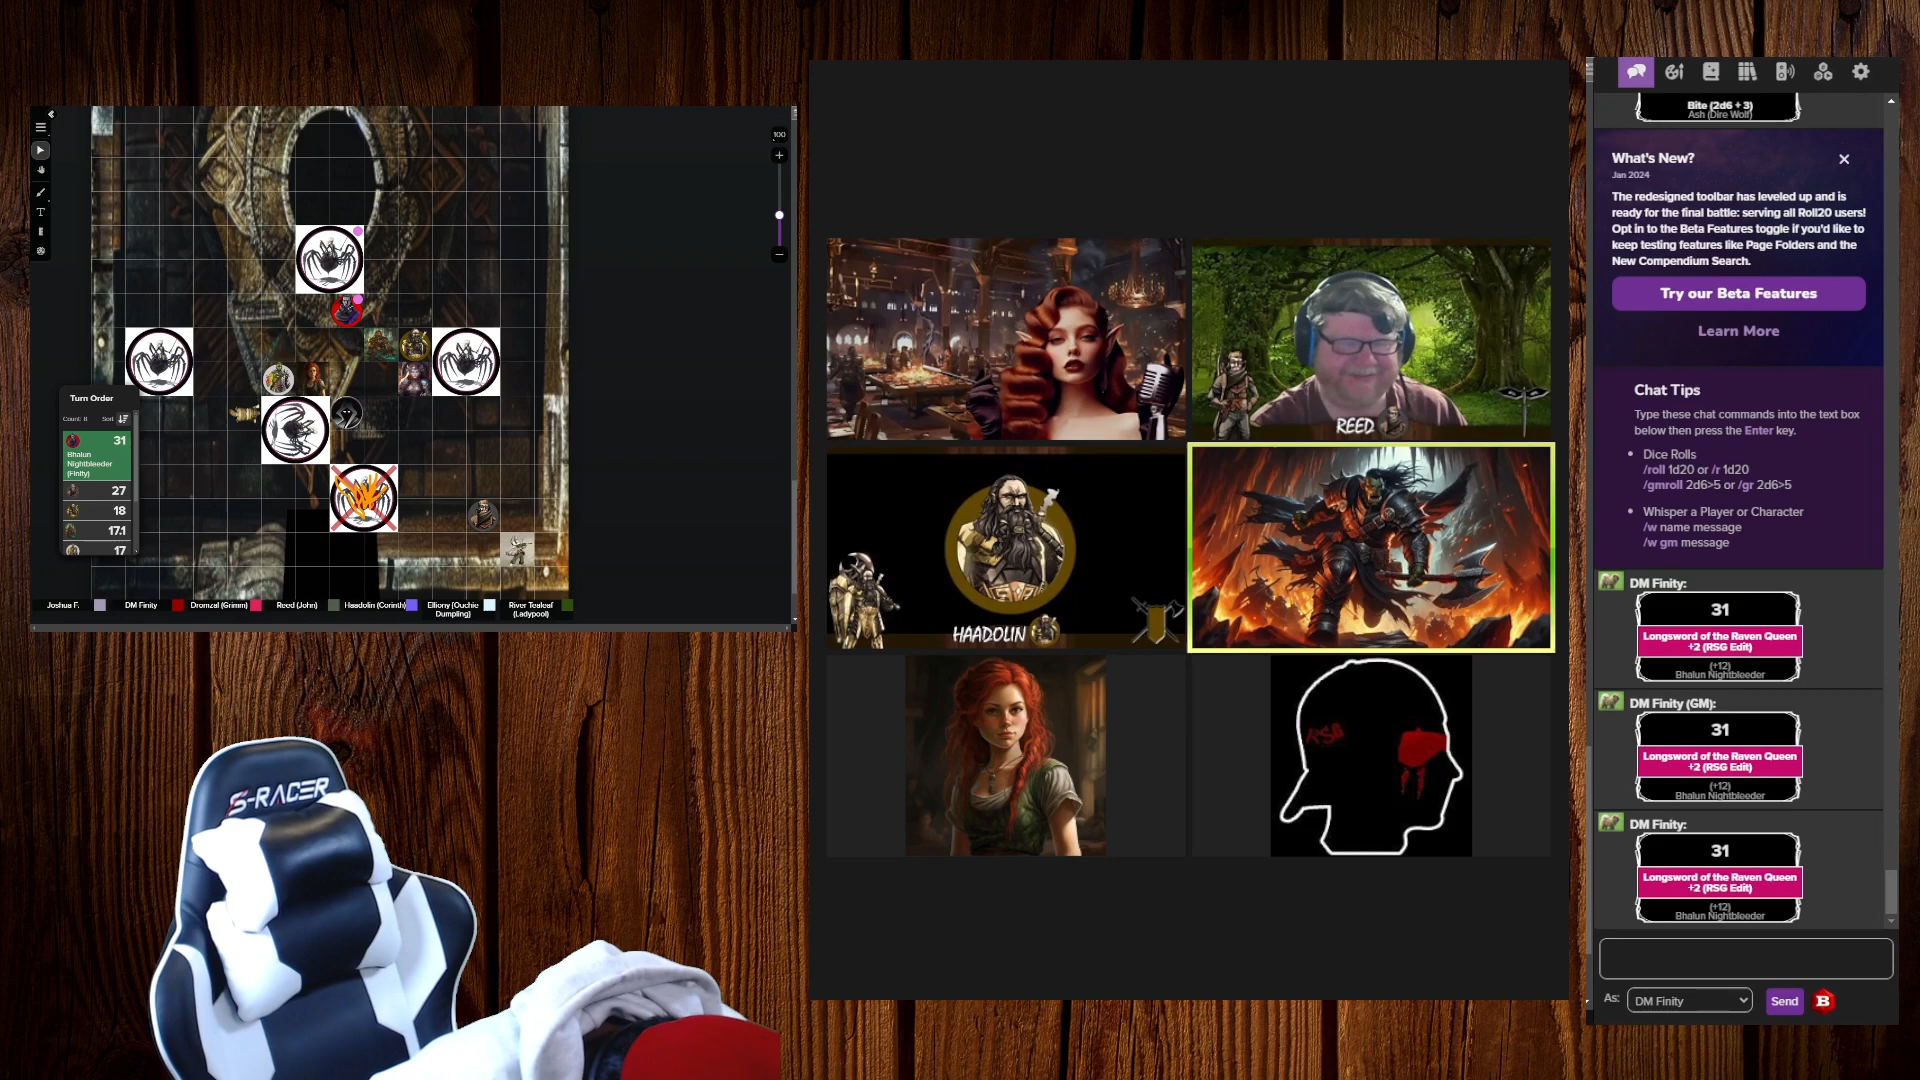 100
Turn Order
Count: 8 Sort
31
Bhalun
Nightbleeder
(Finity)
27
18
17.1
17
Joshua F.
DM Finity
Dromzal (Grimm)
Reed (John)
Haadolin (Corinth)
Elliony (Ouchie
Dumpling)
River Tealeaf
(Ladypool)
S-RACER
REED
HAADOLIN
RSG
Bite (2d6 + 3)
Ash (Dire Wolf)
What's New?
Jan 2024
The redesigned toolbar has leveled up and is
ready for the final battle: serving all Roll20 users!
Opt in to the Beta Features toggle if you'd like to
keep testing features like Page Folders and the
New Compendium Search.
Try our Beta Features
Learn More
Chat Tips
Type these chat commands into the text box
below then press the Enter key.
Dice Rolls
/roll 1d20 or /r 1d20
/gmroll 2d6>5 or /gr 2d6>5
Whisper a Player or Character
/w name message
/w gm message
DM Finity:
31
Longsword of the Raven Queen
+2 (RSG Edit)
(+12)
Bhalun Nightbleeder
DM Finity (GM):
31
Longsword of the Raven Queen
+2 (RSG Edit)
(+12)
Bhalun Nightbleeder
DM Finity:
31
Longsword of the Raven Queen
+2 (RSG Edit)
(+12)
Bhalun Nightbleeder
As: DM Finity Send B